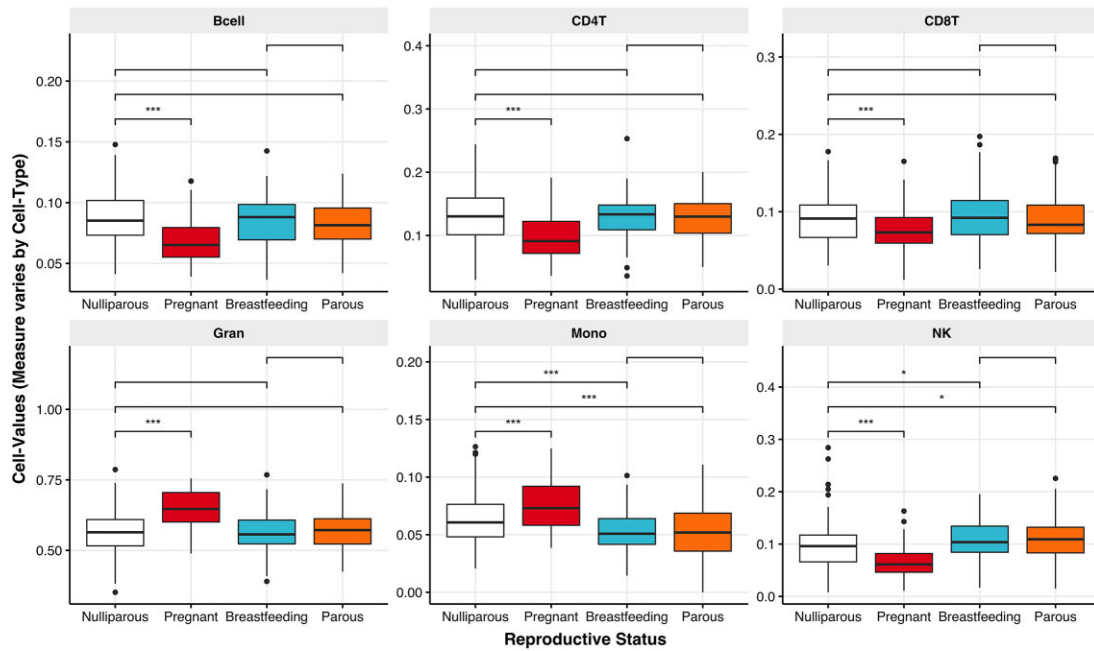 Bcell
CD4T
CD8T
Cell-Values (Measure varies by Cell-Type)
0.20
0.15
0.10
0.05
***
0.4
0.3
0.2
0.1
***
0.3
0.2
0.1
0.0
***
Nulliparous Pregnant Breastfeeding Parous
Nulliparous Pregnant Breastfeeding Parous
Nulliparous Pregnant Breastfeeding Parous
Gran
Mono
NK
1.00
0.75
0.50
***
0.20
0.15
0.10
0.05
0.00
***
***
***
0.4
0.3
0.2
0.1
0.0
*
*
***
Nulliparous Pregnant Breastfeeding Parous
Nulliparous Pregnant Breastfeeding Parous
Nulliparous Pregnant Breastfeeding Parous
Reproductive Status